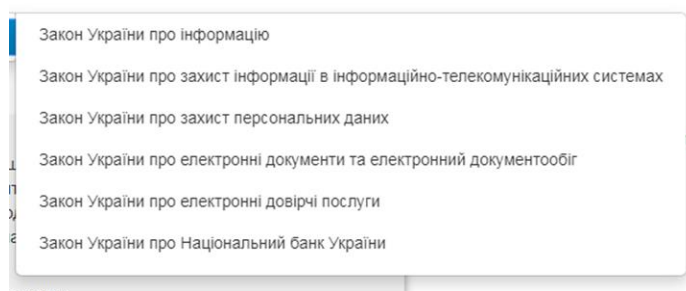 Закон України про інформацію
Закон України про захист інформації в інформаційно-телекомунікаційних системах
Закон України про захист персональних даних
Закон України про електронні документи та електронний документообіг
Закон України про електронні довірчі послуги
Закон України про Національний банк України